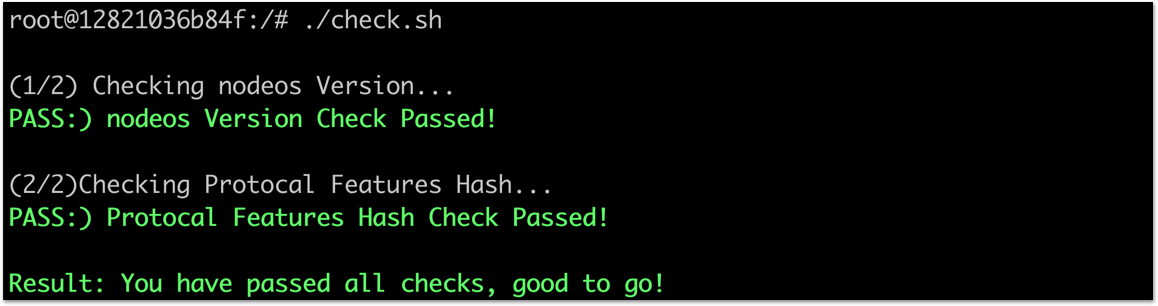 root@12821036b84f:/# ./check.sh
(1/2) Checking nodeos Version...
PASS:) nodeos Version Check Passed!
(2/2)Checking Protocal Features Hash...
PASS:) Protocal Features Hash Check Passed!
Result: You have passed all checks, good to go!